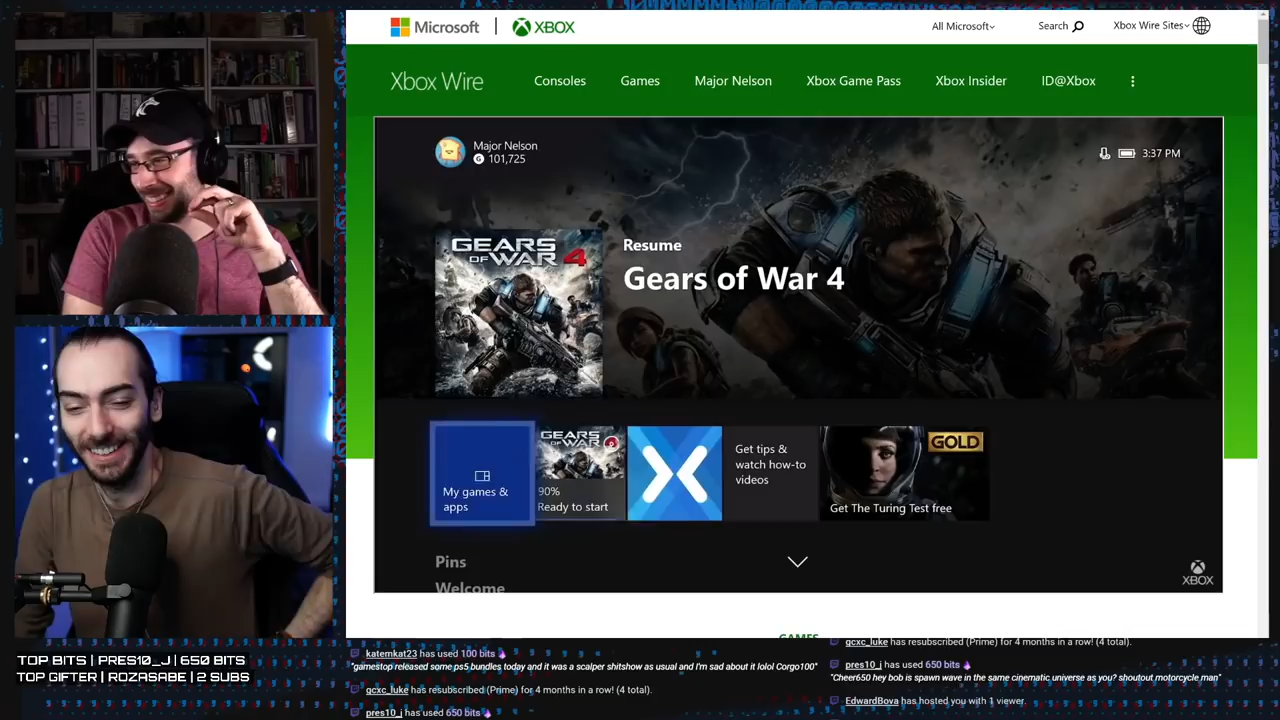 Microsoft | XBOX
All Microsoft
Search
Xbox Wire Sites
Xbox Wire
Consoles
Games
Major Nelson
Xbox Game Pass
Xbox Insider
ID@Xbox
Major Nelson
G 101,725
3:37 PM
GEARS OF WAR 4
Resume
Gears of War 4
My games &
apps
GEARS OF WAR
90%
Ready to start
Get tips &
watch how-to
videos
GOLD
Get The Turing Test free
Pins
Welcome
XBOX
GAMES
TOP BITS | PRES10_J | 650 BITS
TOP GIFTER | ROZASABE | 2 SUBS
katemkat23 has used 100 bits
"gamestop released some ps5 bundles today and it was a scalper shitshow as usual and I'm sad about it lolol Corgo100"
gcxc_luke has resubscribed (Prime) for 4 months in a row! (4 total).
pres10_j has used 650 bits
gcxc_luke has resubscribed (Prime) for 4 months in a row! (4 total).
pres10_j has used 650 bits
"Cheer650 hey bob is spawn wave in the same cinematic universe as you? shoutout motorcycle man"
EdwardBova has hosted you with 1 viewer.